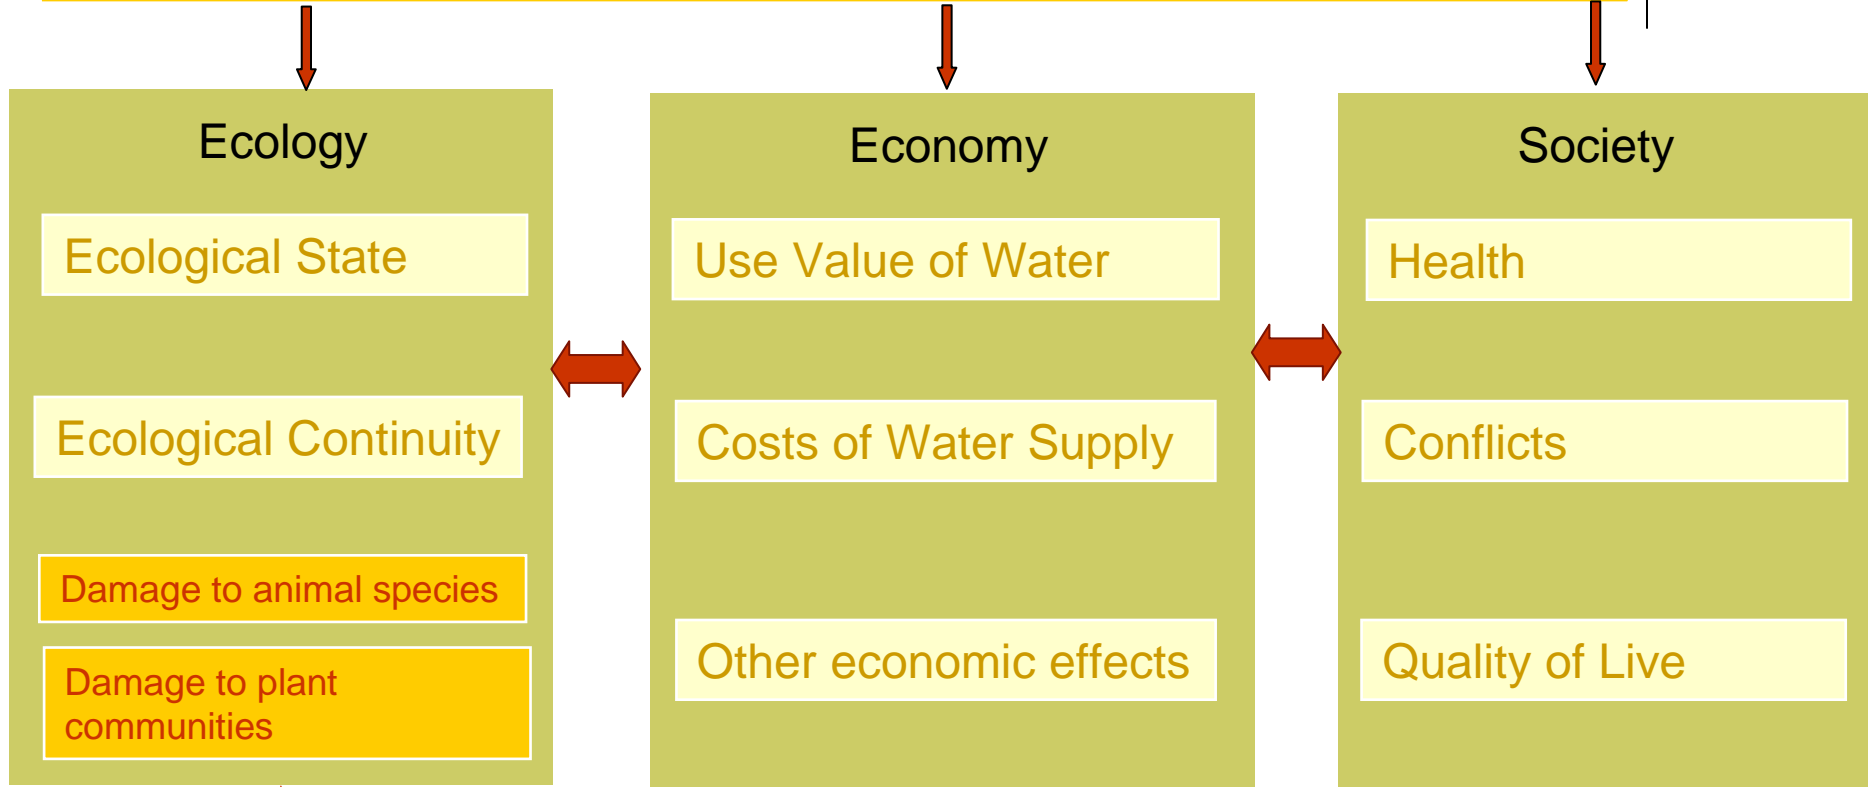 Ecology
Ecological State
Ecological Continuity
Damage to animal species
Damage to plant
communities
Economy
Use Value of Water
Costs of Water Supply
Other economic effects
Society
Health
Conflicts
Quality of Live